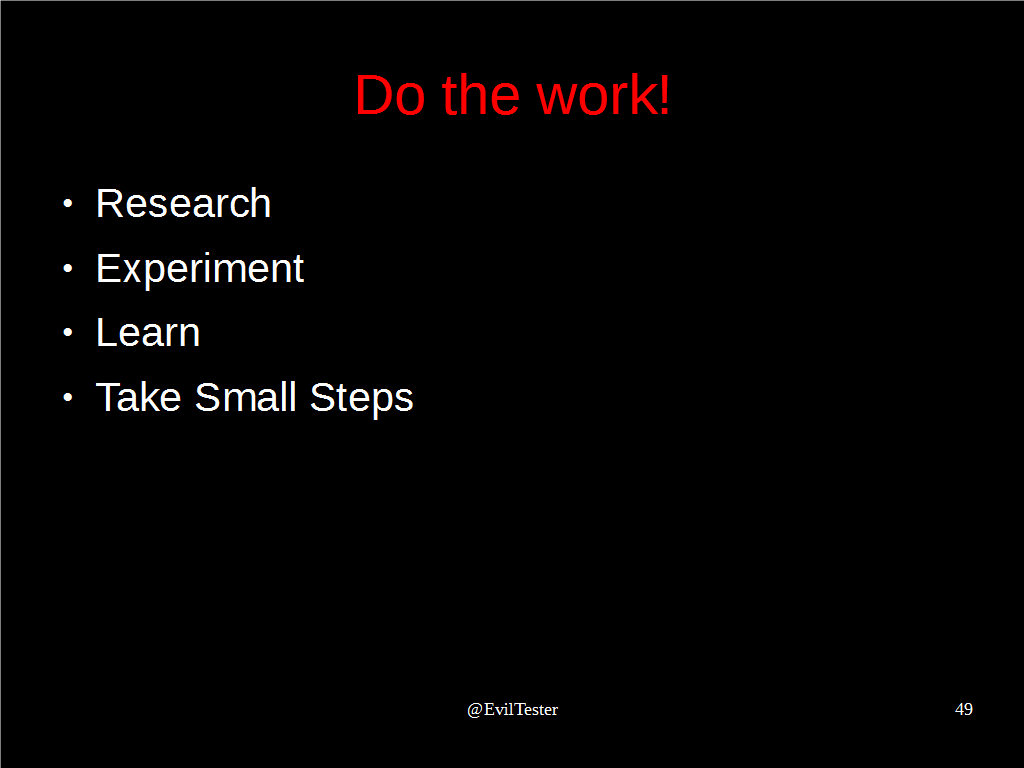 Do the work!
• Research
• Experiment
• Learn
• Take Small Steps
@EvilTester
49